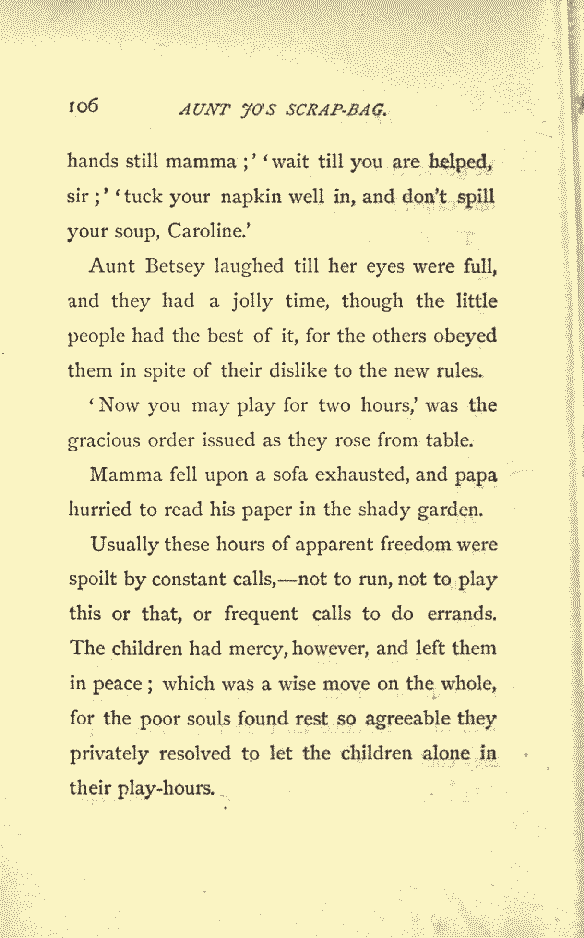 106 AUNT JO'S SCRAP-BAG.
hands still mamma ;' 'wait till you are helped,
sir ;' 'tuck your napkin well in, and don't spill
your soup, Caroline.'
Aunt Betsey laughed till her eyes were full,
and they had a jolly time, though the little
people had the best of it, for the others obeyed
them in spite of their dislike to the new rules.
'Now you may play for two hours,' was the
gracious order issued as they rose from table.
Mamma fell upon a sofa exhausted, and papa
hurried to read his paper in the shady garden.
Usually these hours of apparent freedom were
spoilt by constant calls,—not to run, not to play
this or that, or frequent calls to do errands.
The children had mercy, however, and left them
in peace ; which was a wise move on the whole,
for the poor souls found rest so agreeable they
privately resolved to let the children alone in
their play-hours.